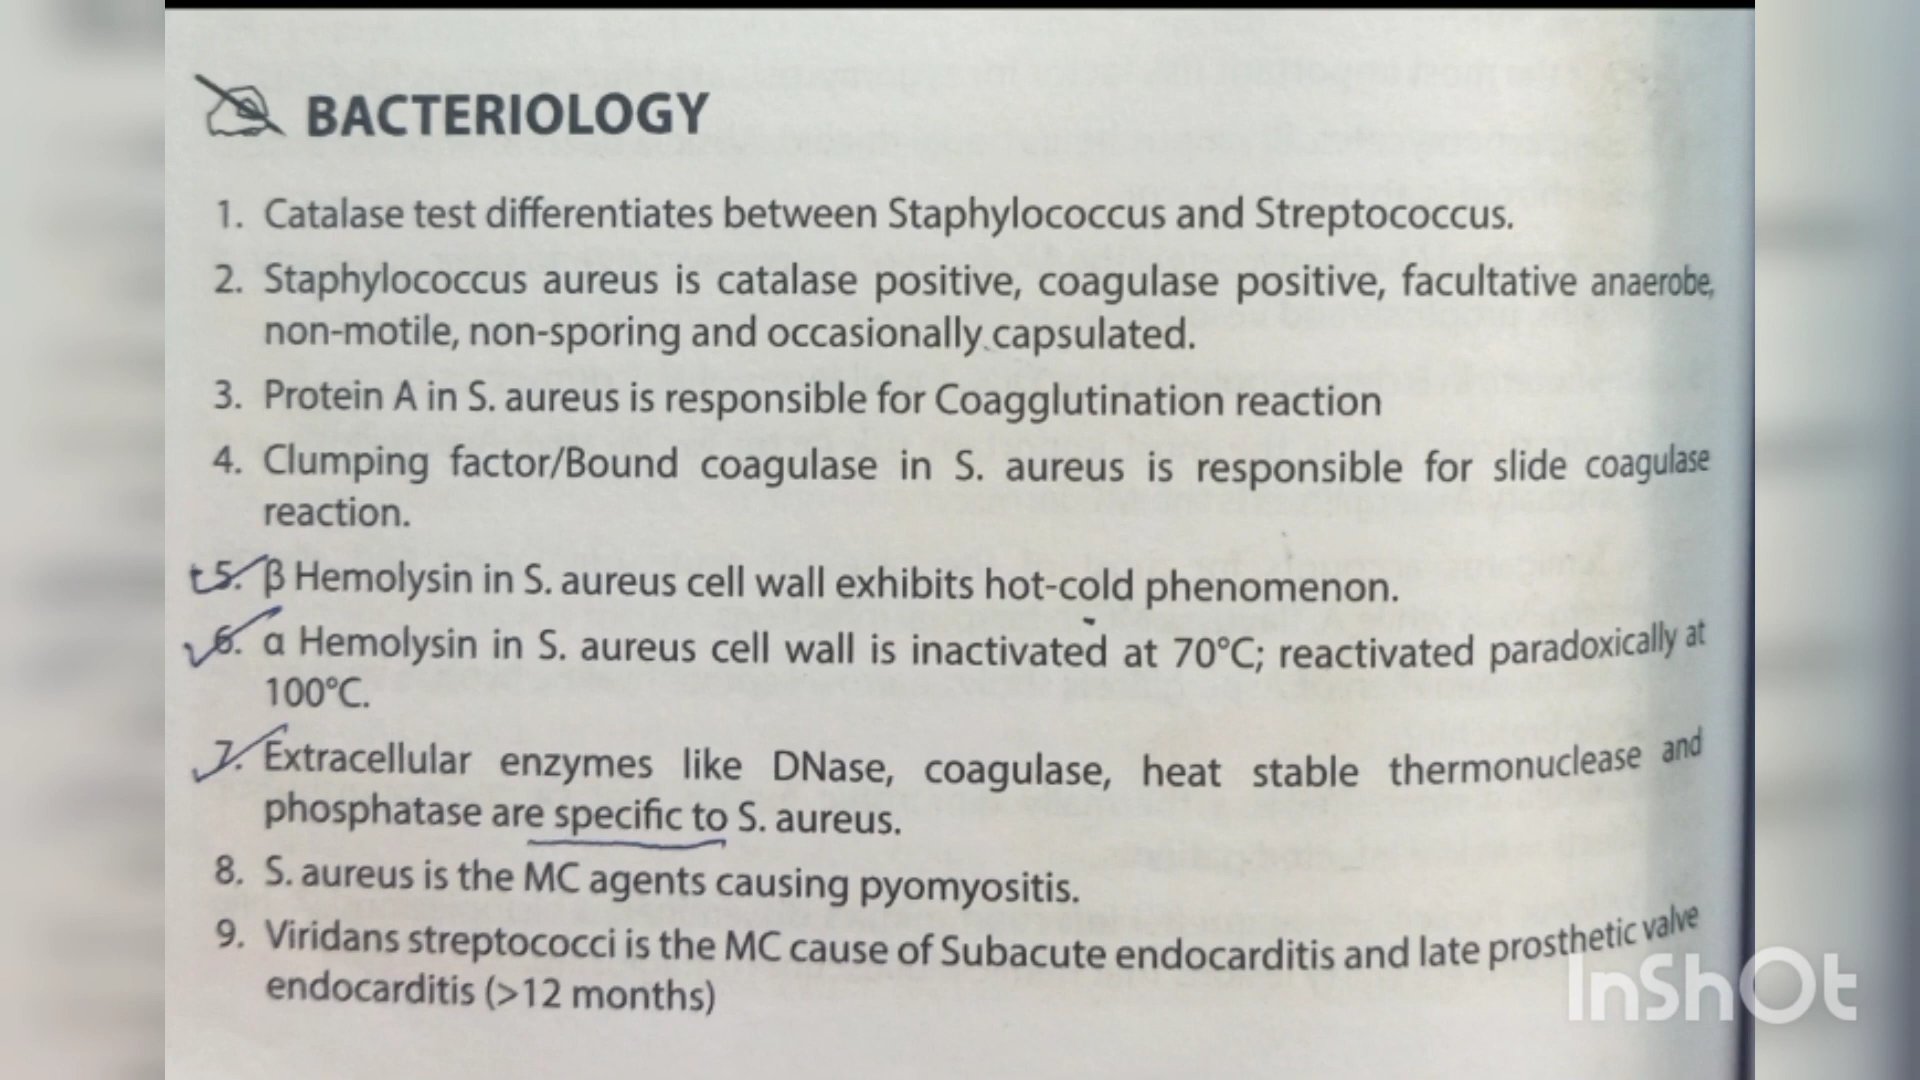 BACTERIOLOGY
1. Catalase test differentiates between Staphylococcus and Streptococcus.
2. Staphylococcus aureus is catalase positive, coagulase positive, facultative anaerobe,
non-motile, non-sporing and occasionally capsulated.
3. Protein A in S. aureus is responsible for Coagglutination reaction
4. Clumping factor/Bound coagulase in S. aureus is responsible for slide coagulase
reaction.
5. β Hemolysin in S. aureus cell wall exhibits hot-cold phenomenon.
6. α Hemolysin in S. aureus cell wall is inactivated at 70°C; reactivated paradoxically at
100°C.
7. Extracellular enzymes like DNase, coagulase, heat stable thermonuclease and
phosphatase are specific to S. aureus.
8. S. aureus is the MC agents causing pyomyositis.
9. Viridans streptococci is the MC cause of Subacute endocarditis and late prosthetic valve
endocarditis (>12 months)
InShOt